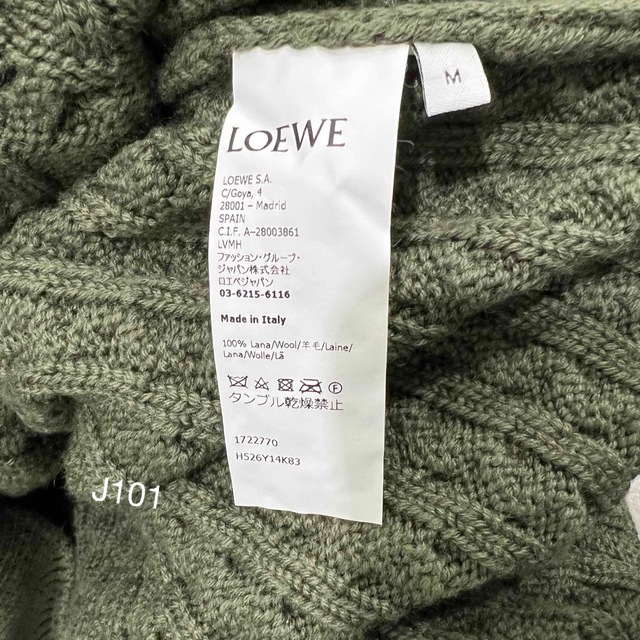 M
LOEWE
LOEWE S.A.
C/Goya, 4
28001 – Madrid
SPAIN
C.I.F. A-28003861
LVMH
ファッション・グループ・
ジャパン株式会社
ロエベジャパン
03-6215-6116
Made in Italy
100% Lana/Wool/羊毛/Laine/
Lana/Wolle/Lã
タンブル乾燥禁止
1722770
H526Y14K83
J101